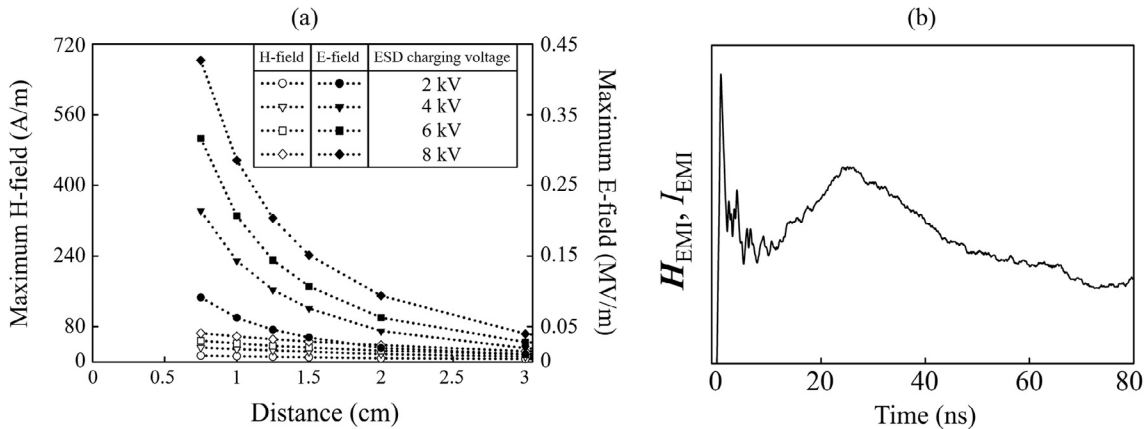 (a)
720
560
400
240
80
0
Maximum H-field (A/m)
0
0.5
1
1.5
2
2.5
3
Distance (cm)
0.45
0.35
0.25
0.15
0.05
0
Maximum E-field (MV/m)
H-field E-field ESD charging voltage
2 kV
4 kV
6 kV
8 kV
(b)
H_EMI, I_EMI
0 20 40 60 80
Time (ns)